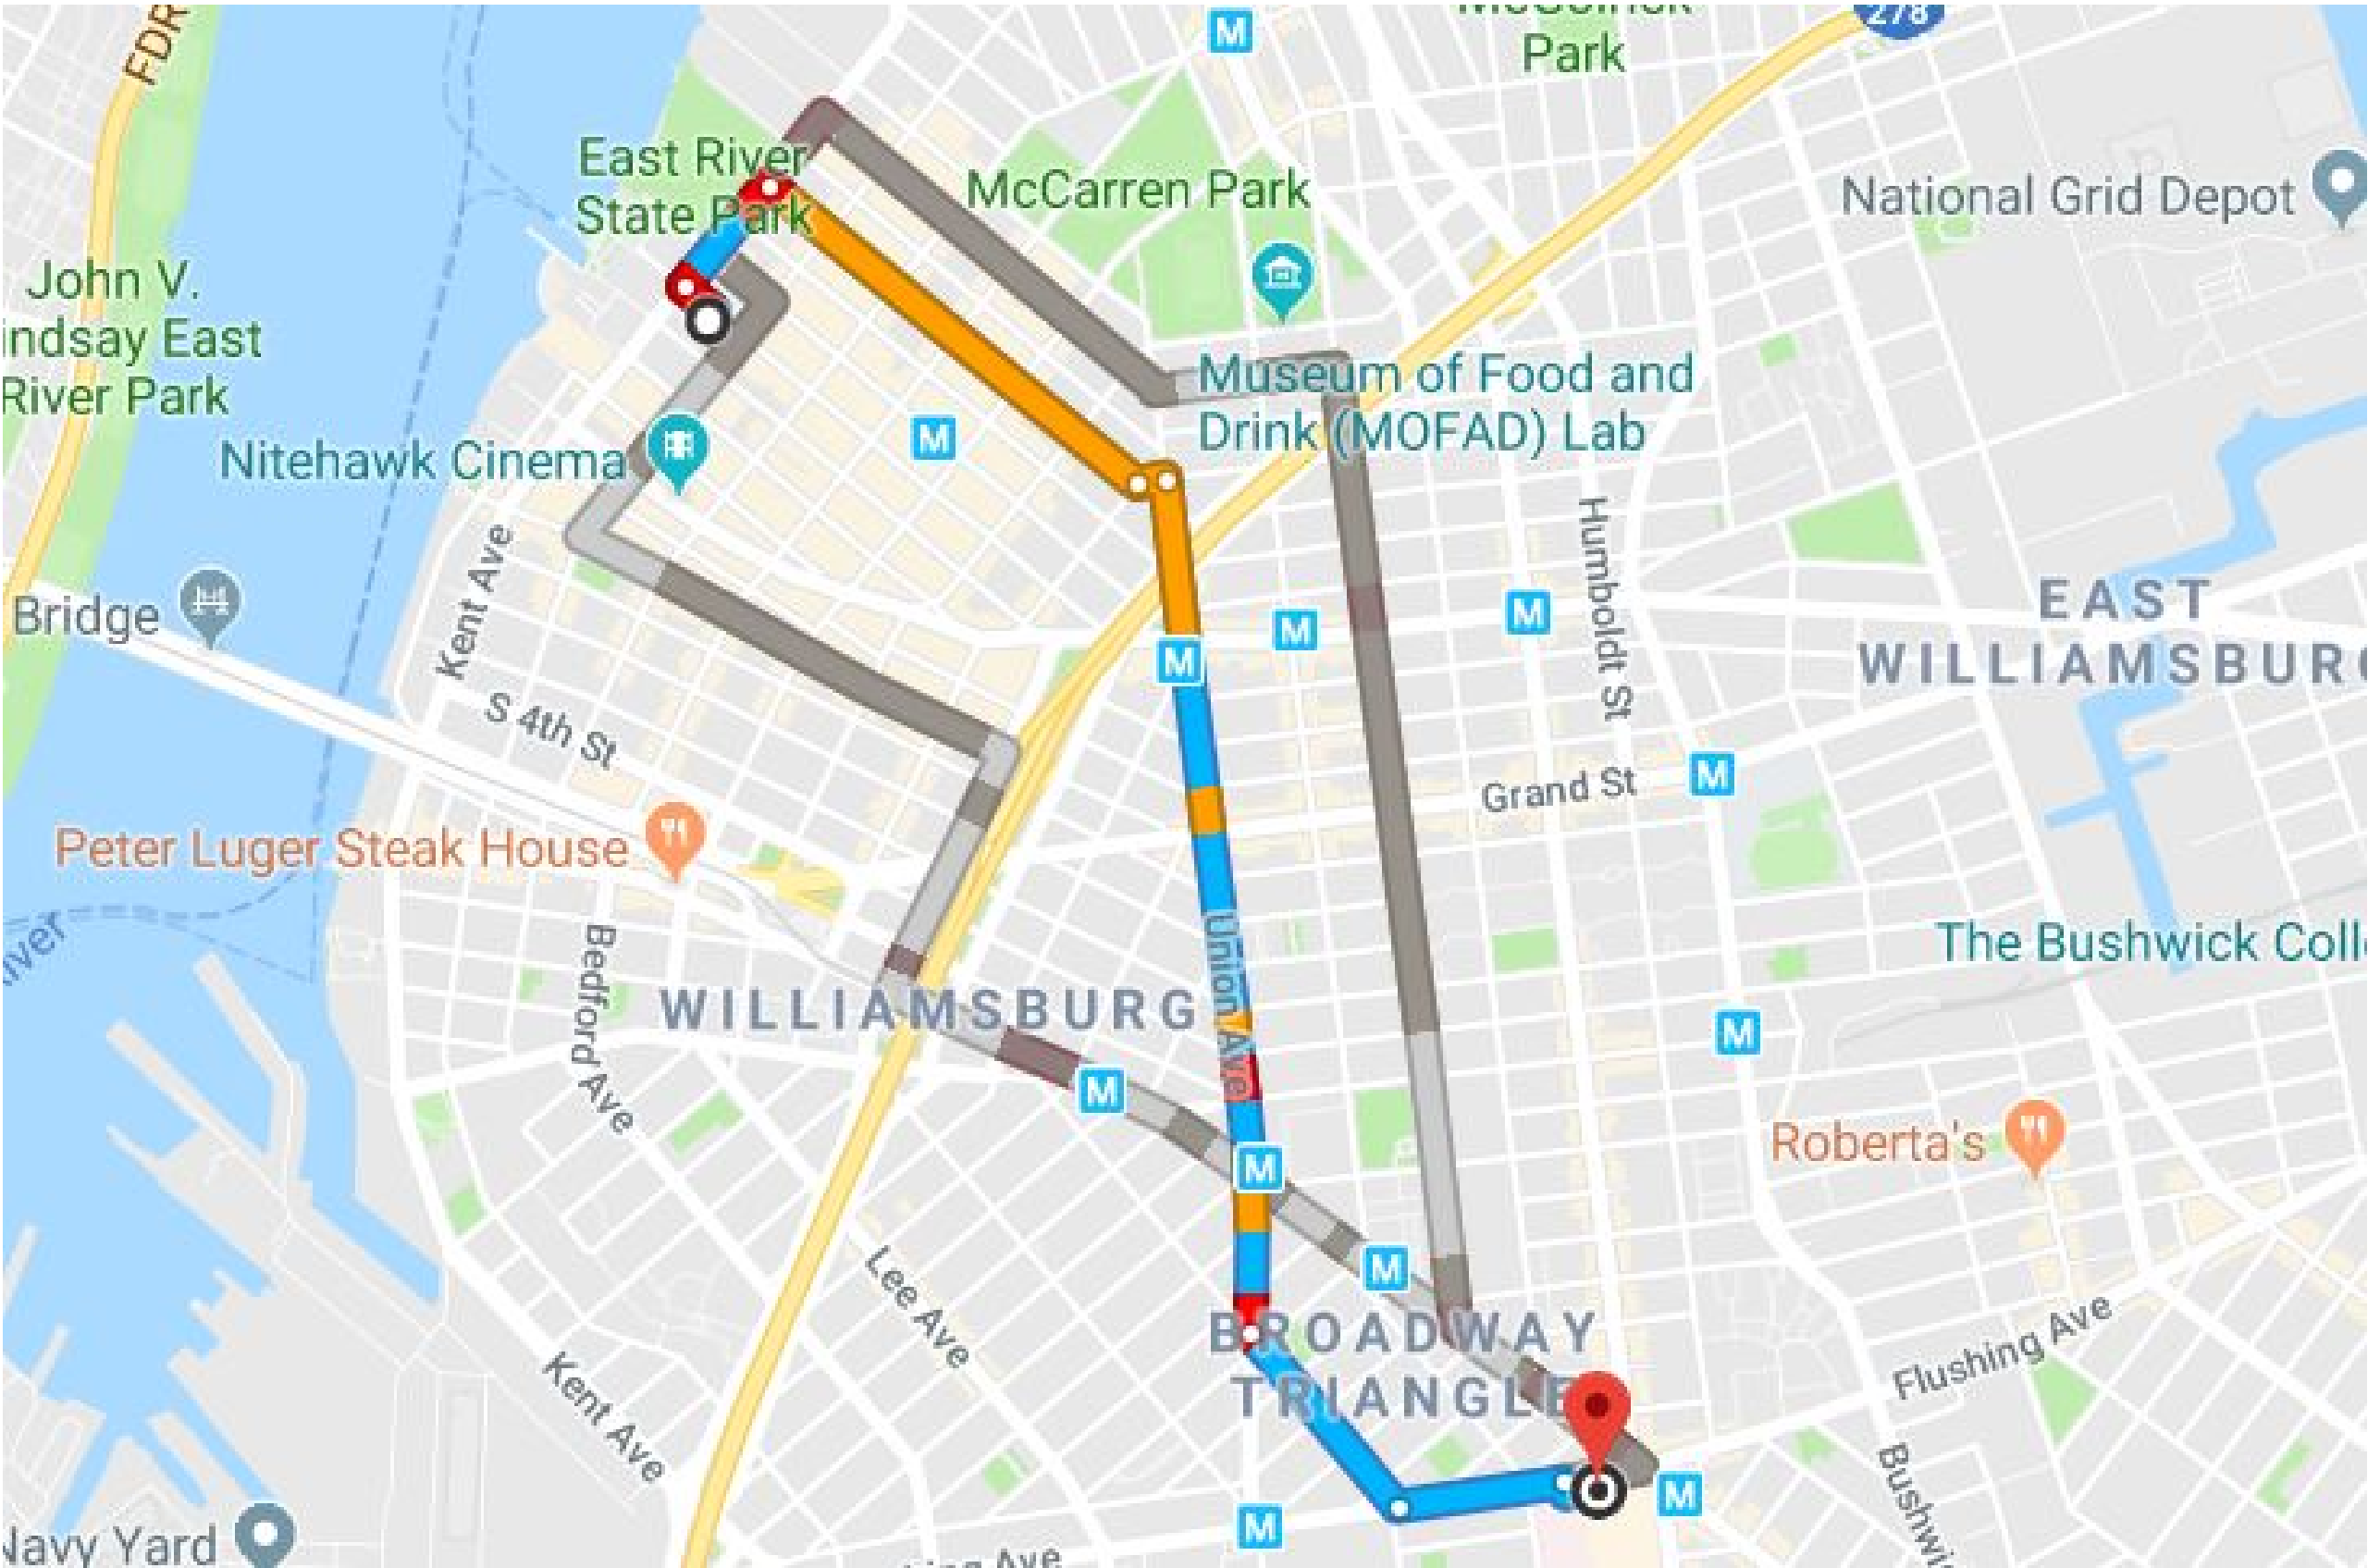 FDR
278
Park
East River
State Park
McCarren Park
National Grid Depot
John V.
indsay East
River Park
Museum of Food and
Drink (MOFAD) Lab
Nitehawk Cinema
Humboldt St
Kent Ave
EAST
WILLIAMSBURG
Bridge
S 4th St
Grand St
Peter Luger Steak House
Union Ave
The Bushwick Coll
Bedford Ave
WILLIAMSBURG
Roberta's
Lee Ave
BROADWAY
TRIANGLE
Flushing Ave
Kent Ave
Bushwi
Navy Yard
M
M
M
M
M
M
M
M
M
M
M
M